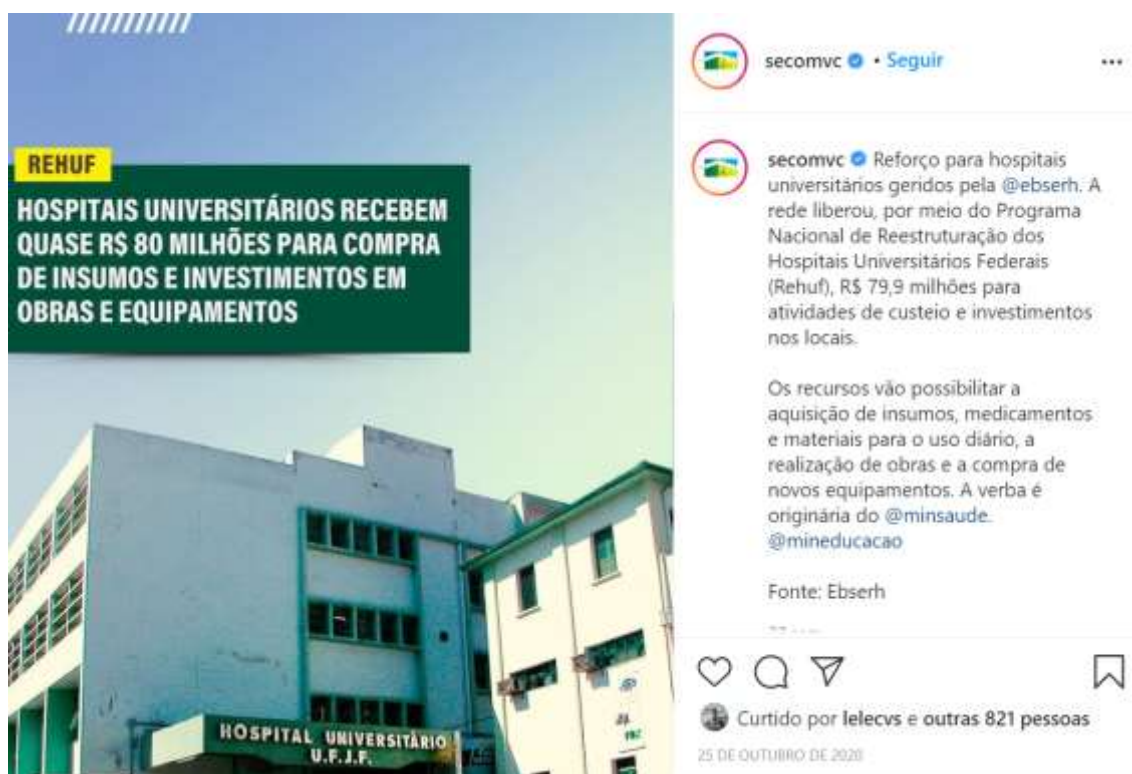 REHUF
HOSPITAIS UNIVERSITÁRIOS RECEBEM
QUASE R$ 80 MILHÕES PARA COMPRA
DE INSUMOS E INVESTIMENTOS EM
OBRAS E EQUIPAMENTOS
HOSPITAL UNIVERSITÁRIO
U.F.J.F.
secomvc • Seguir
secomvc Reforço para hospitais
universitários geridos pela @ebserh. A
rede liberou, por meio do Programa
Nacional de Reestruturação dos
Hospitais Universitários Federais
(Rehuf), R$ 79,9 milhões para
atividades de custeio e investimentos
nos locais.
Os recursos vão possibilitar a
aquisição de insumos, medicamentos
e materiais para o uso diário, a
realização de obras e a compra de
novos equipamentos. A verba é
originária do @minsaude.
@mineducacao
Fonte: Ebserh
Curtido por lelecvs e outras 821 pessoas
25 DE OUTUBRO DE 2020